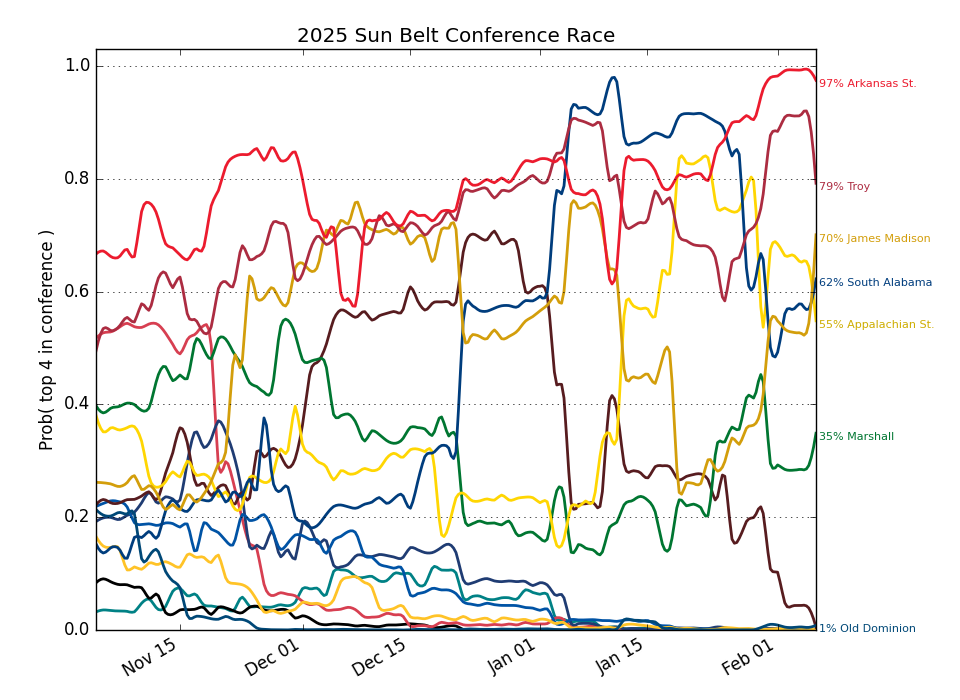 2025 Sun Belt Conference Race
Prob( top 4 in conference )
1.0
0.8
0.6
0.4
0.2
0.0
97% Arkansas St.
79% Troy
70% James Madison
62% South Alabama
55% Appalachian St.
35% Marshall
1% Old Dominion
Nov 15
Dec 01
Dec 15
Jan 01
Jan 15
Feb 01